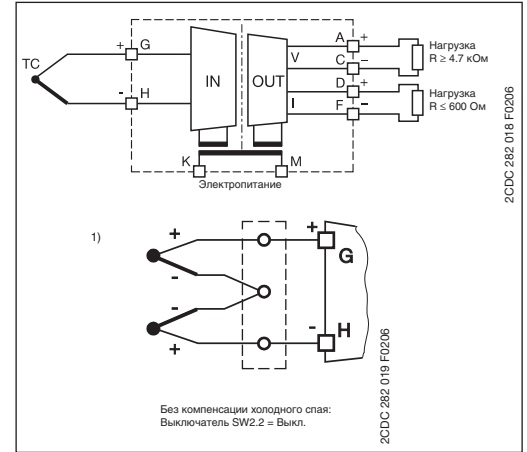 TC
+ G
- H
IN
OUT
V
I
A +
C –
D +
F –
Нагрузка
R ≥ 4.7 кОм
Нагрузка
R ≤ 600 Ом
K
M
Электропитание
2CDC 282 018 F0206
1)
+
-
-
+
+
G
-
H
Без компенсации холодного спая:
Выключатель SW2.2 = Выкл.
2CDC 282 019 F0206